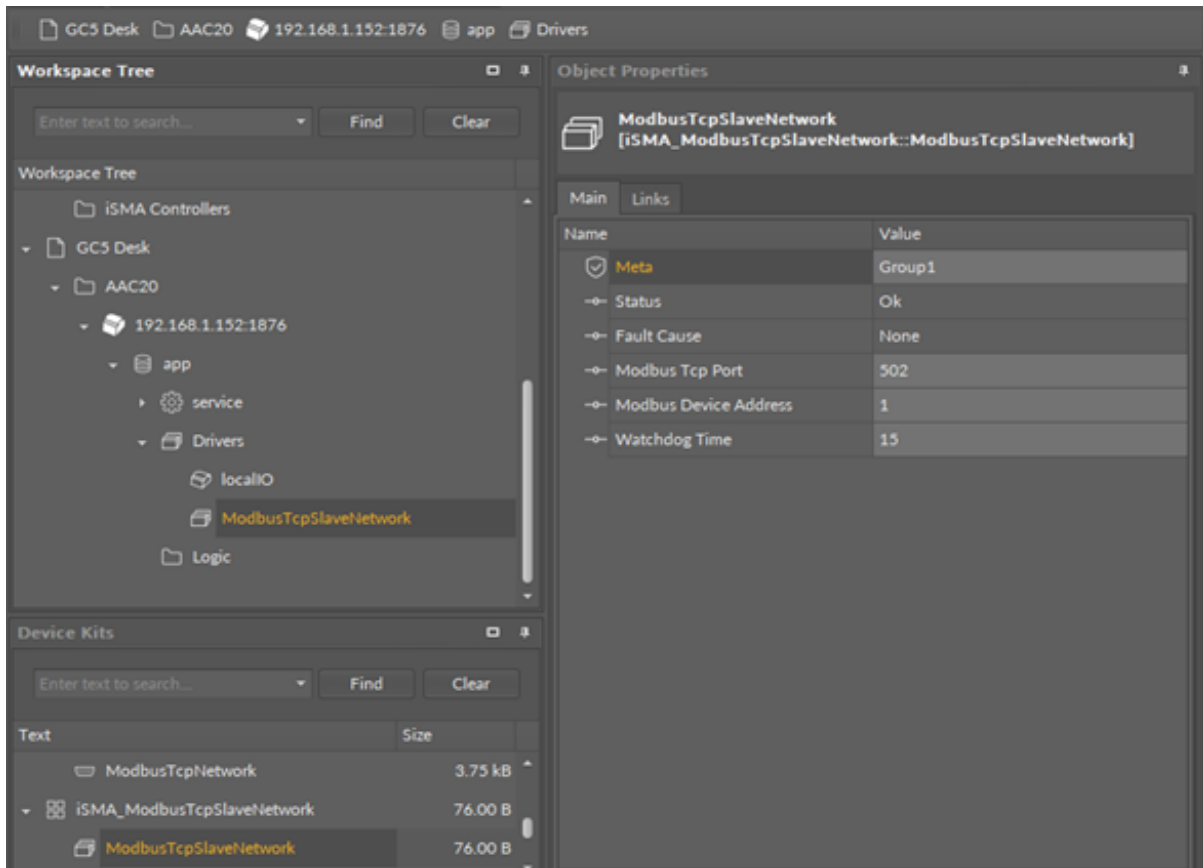 GC5 Desk AAC20 192.168.1.152:1876 app Drivers
Workspace Tree
Enter text to search... Find Clear
Workspace Tree
iSMA Controllers
GC5 Desk
AAC20
192.168.1.152:1876
app
service
Drivers
localIO
ModbusTcpSlaveNetwork
Logic
Device Kits
Enter text to search... Find Clear
Text Size
ModbusTcpNetwork 3.75 kB
iSMA_ModbusTcpSlaveNetwork 76.00 B
ModbusTcpSlaveNetwork 76.00 B
Object Properties
ModbusTcpSlaveNetwork
[iSMA_ModbusTcpSlaveNetwork::ModbusTcpSlaveNetwork]
Main Links
Name Value
Meta Group1
Status Ok
Fault Cause None
Modbus Tcp Port 502
Modbus Device Address 1
Watchdog Time 15